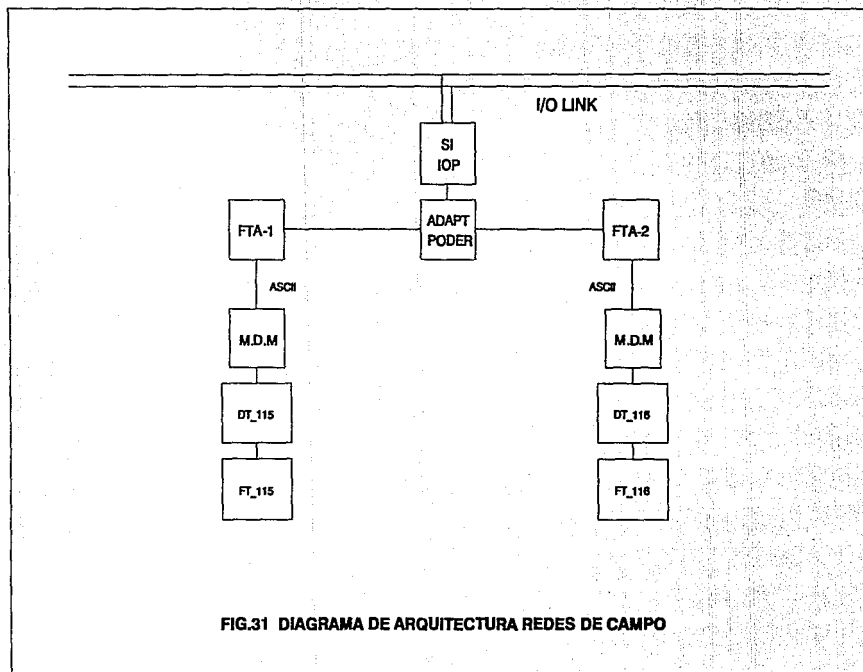 I/O LINK
SI
IOP
FTA-1
ADAPT
PODER
FTA-2
ASCII
ASCII
M.D.M
M.D.M
DT_115
DT_116
FT_115
FT_116
FIG.31 DIAGRAMA DE ARQUITECTURA REDES DE CAMPO